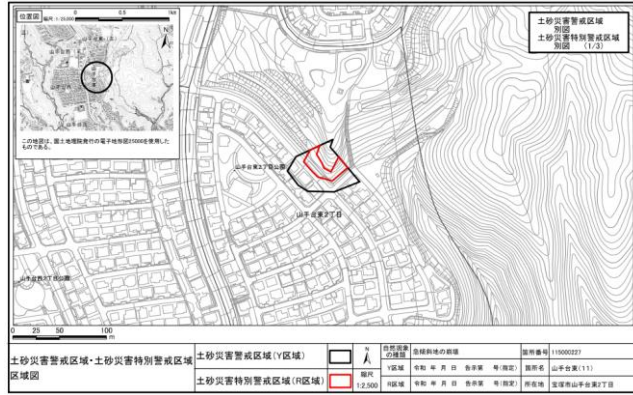 位置図
縮尺：1:25,000
0 0.5 1km
N
この地図は、国土地理院発行の電子地形図25000を使用した
ものである。
土砂災害警戒区域
別図
土砂災害特別警戒区域
別図 (1/3)
山手台東2丁目公園
山手台東2丁目
山手台西2丁目公園
0 25 50 100
m
土砂災害警戒区域・土砂災害特別警戒区域
区域図
土砂災害警戒区域(Y区域)
土砂災害特別警戒区域(R区域)
N
縮尺
1:2,500
自然現象
の種類
急傾斜地の崩壊
箇所番号
115000227
Y区域
令和 年 月 日 告示第 号(指定)
箇所名
山手台東(11)
R区域
令和 年 月 日 告示第 号(指定)
所在地
宝塚市山手台東2丁目